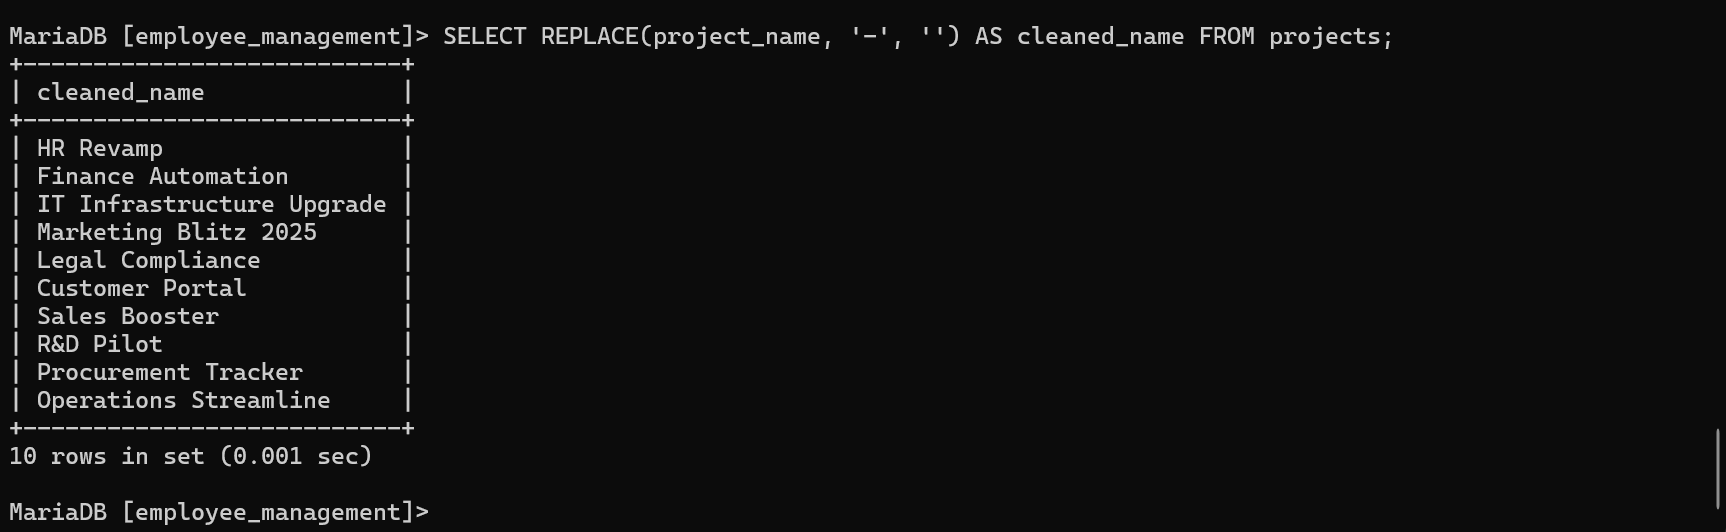 MariaDB [employee_management]> SELECT REPLACE(project_name, '-', '') AS cleaned_name FROM projects;
+---------------------------+
| cleaned_name              |
+---------------------------+
| HR Revamp                 |
| Finance Automation        |
| IT Infrastructure Upgrade |
| Marketing Blitz 2025      |
| Legal Compliance          |
| Customer Portal           |
| Sales Booster             |
| R&D Pilot                 |
| Procurement Tracker       |
| Operations Streamline     |
+---------------------------+
10 rows in set (0.001 sec)
MariaDB [employee_management]>